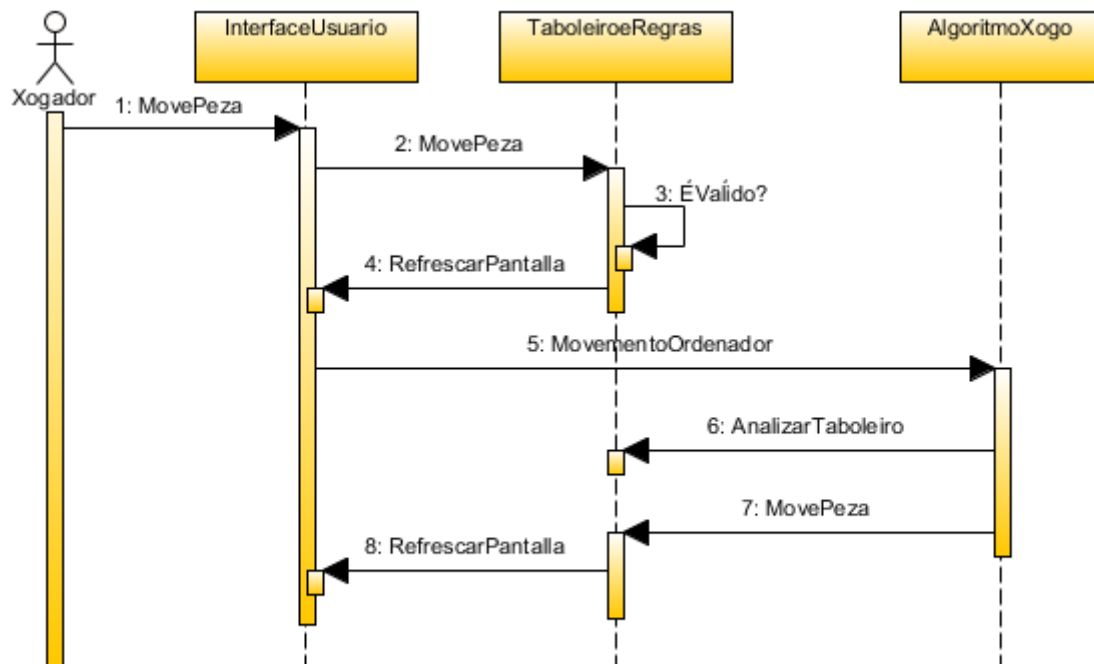 InterfaceUsuario
TaboleiroeRegras
AlgoritmoXogo
Xogador
1: MovePeza
2: MovePeza
3: ÉValÍdo?
4: RefrescarPantalla
5: MovementoOrdenador
6: AnalizarTaboleiro
7: MovePeza
8: RefrescarPantalla